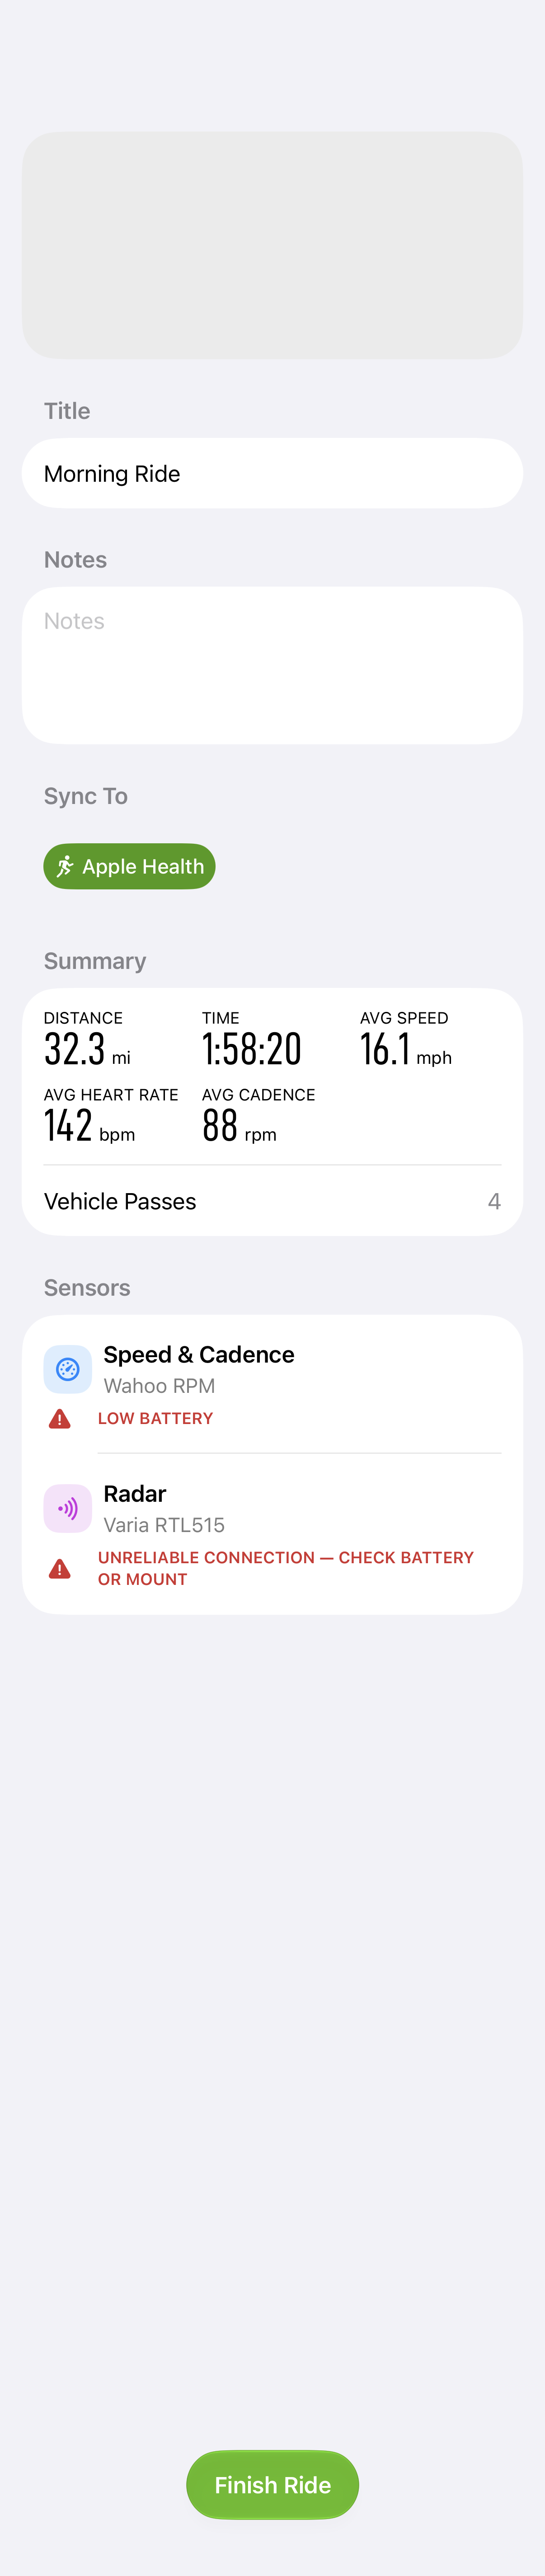 Title
Morning Ride
Notes
Notes
Sync To
Apple Health
Summary
DISTANCE TIME AVG SPEED
32.3 mi 1:58:20 16.1 mph
AVG HEART RATE AVG CADENCE
142 bpm 88 rpm
Vehicle Passes 4
Sensors
Speed & Cadence
Wahoo RPM
LOW BATTERY
Radar
Varia RTL515
UNRELIABLE CONNECTION — CHECK BATTERY
OR MOUNT
Finish Ride